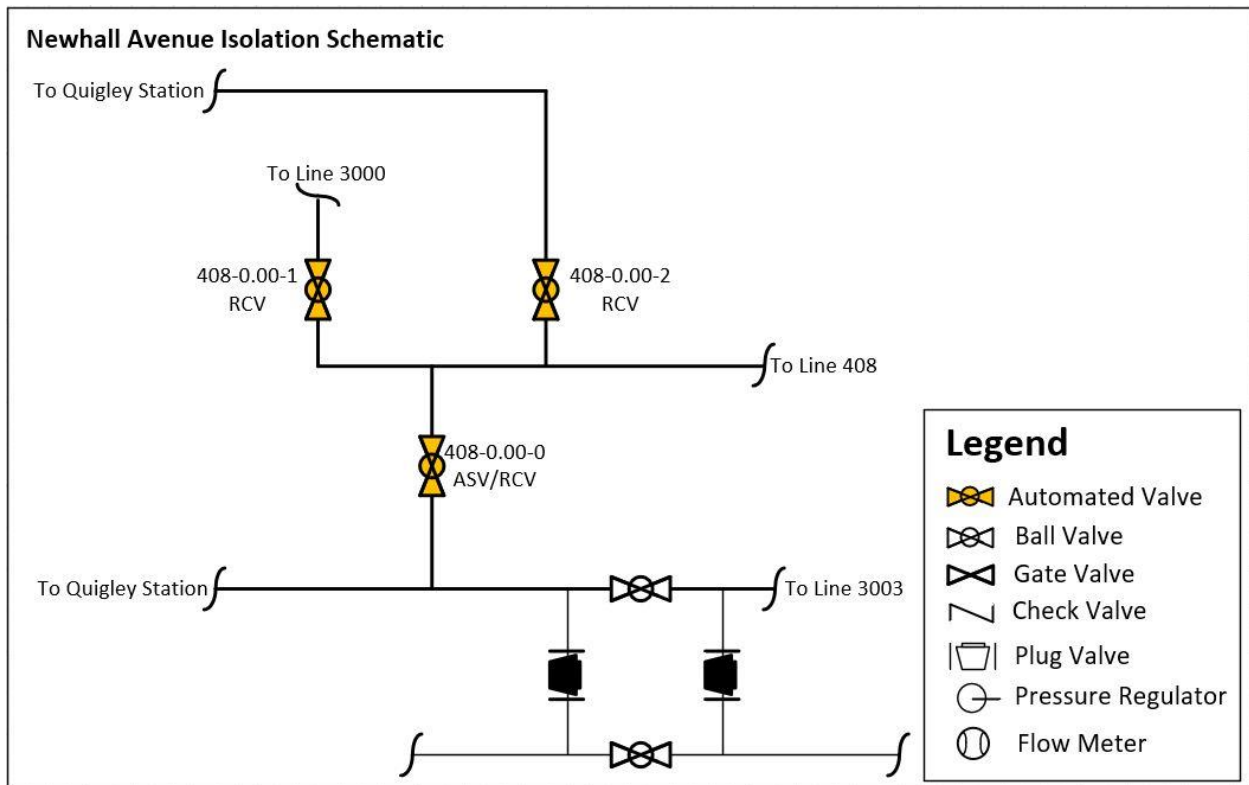 Newhall Avenue Isolation Schematic
To Quigley Station
To Line 3000
408-0.00-1
RCV
408-0.00-2
RCV
To Line 408
408-0.00-0
ASV/RCV
To Quigley Station
To Line 3003
Legend
Automated Valve
Ball Valve
Gate Valve
Check Valve
Plug Valve
Pressure Regulator
Flow Meter